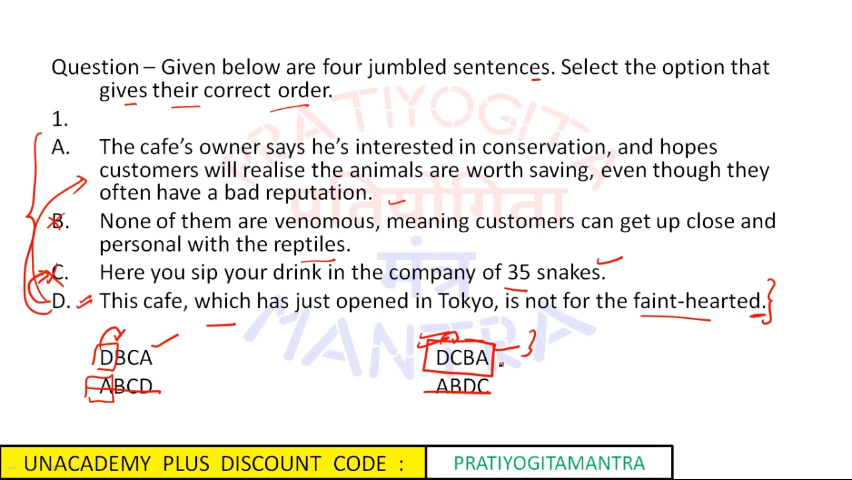 Question – Given below are four jumbled sentences. Select the option that
gives their correct order.
1.
A. The cafe's owner says he's interested in conservation, and hopes
customers will realise the animals are worth saving, even though they
often have a bad reputation.
B. None of them are venomous, meaning customers can get up close and
personal with the reptiles.
C. Here you sip your drink in the company of 35 snakes.
D. This cafe, which has just opened in Tokyo, is not for the faint-hearted.
DBCA DCBA
ABCD ABDC
PRATIYOGITA
प्रतियोगिता
मंत्र
MANTRA
UNACADEMY PLUS DISCOUNT CODE : PRATIYOGITAMANTRA